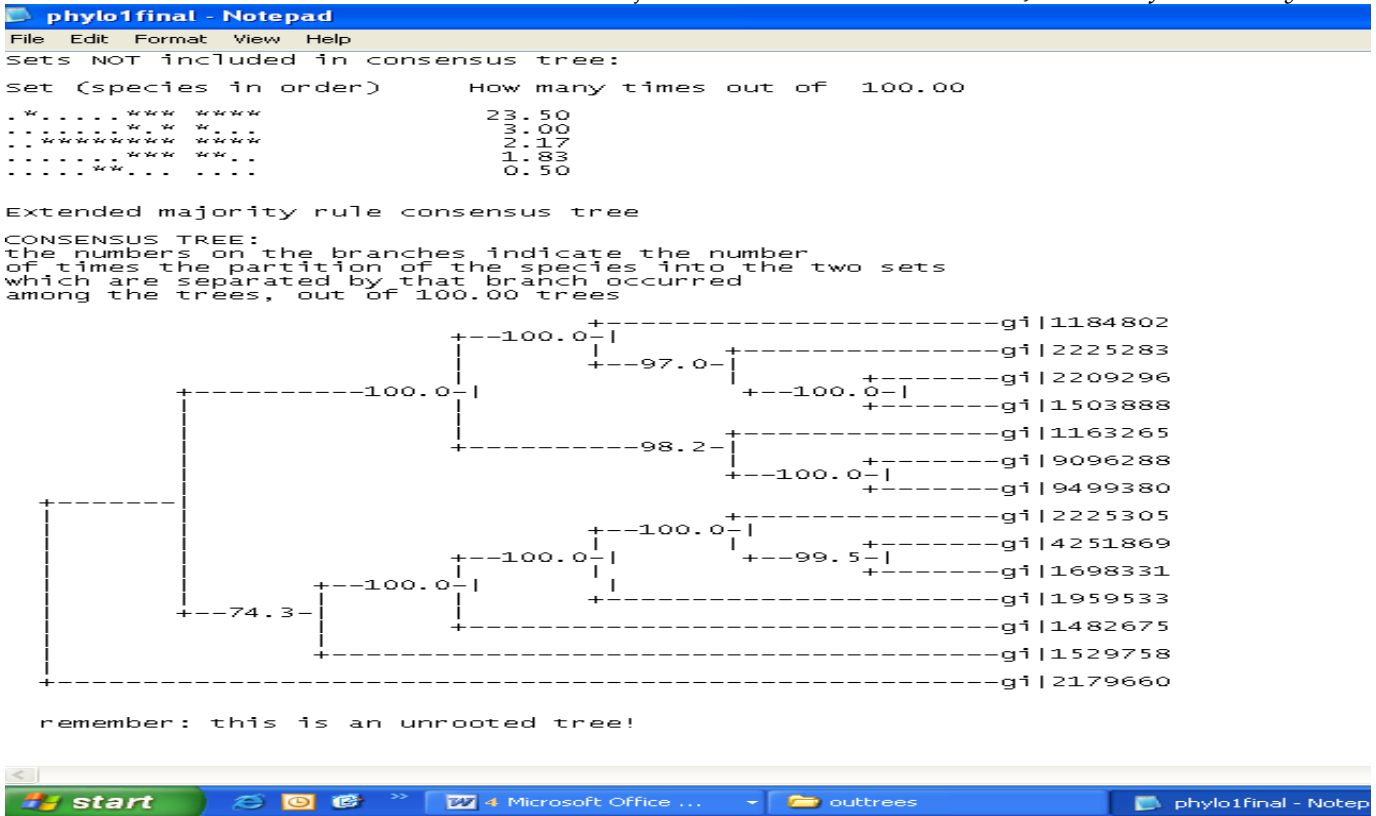 phylo1final - Notepad
File Edit Format View Help
Sets NOT included in consensus tree:
Set (species in order) How many times out of 100.00
.*.....*** **** 23.50
.......*.* *... 3.00
..******** **** 2.17
.......*** **.. 1.83
.....**... .... 0.50
Extended majority rule consensus tree
CONSENSUS TREE:
the numbers on the branches indicate the number
of times the partition of the species into the two sets
which are separated by that branch occurred
among the trees, out of 100.00 trees
gi|1184802
100.0
gi|2225283
97.0
gi|2209296
100.0 100.0
gi|1503888
gi|1163265
98.2
gi|9096288
100.0
gi|9499380
gi|2225305
100.0
gi|4251869
100.0 99.5
gi|1698331
100.0
gi|1959533
74.3
gi|1482675
gi|1529758
gi|2179660
remember: this is an unrooted tree!
start 4 Microsoft Office ... outtrees phylo1final - Notep